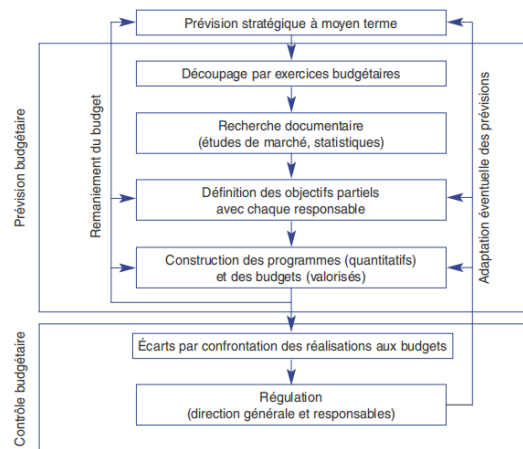 Prévision stratégique à moyen terme
Découpage par exercices budgétaires
Recherche documentaire
(études de marché, statistiques)
Définition des objectifs partiels
avec chaque responsable
Construction des programmes (quantitatifs)
et des budgets (valorisés)
Écarts par confrontation des réalisations aux budgets
Régulation
(direction générale et responsables)
Prévision budgétaire
Remaniement du budget
Adaptation éventuelle des prévisions
Contrôle budgétaire